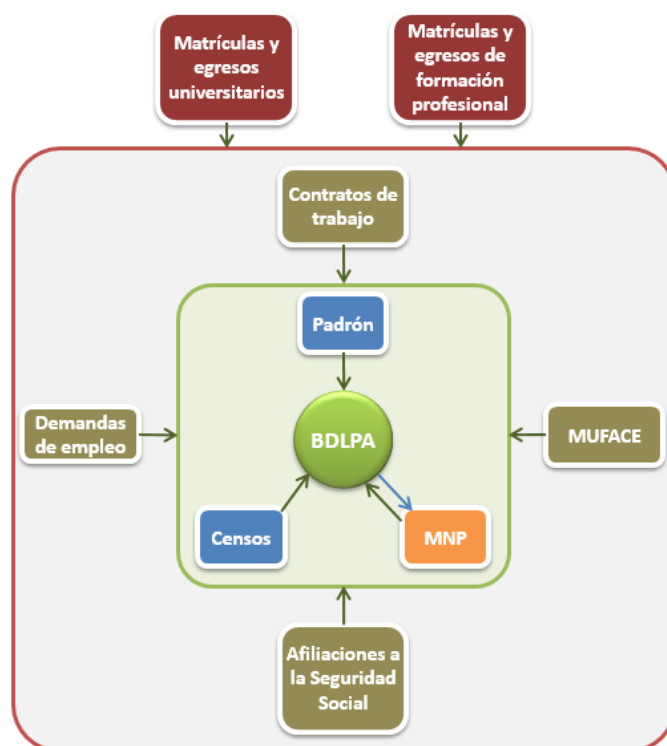 Matrículas y
egresos
universitarios
Matrículas y
egresos de
formación
profesional
Contratos de
trabajo
Padrón
Demandas
de empleo
BDLPA
MUFACE
Censos
MNP
Afiliaciones a
la Seguridad
Social